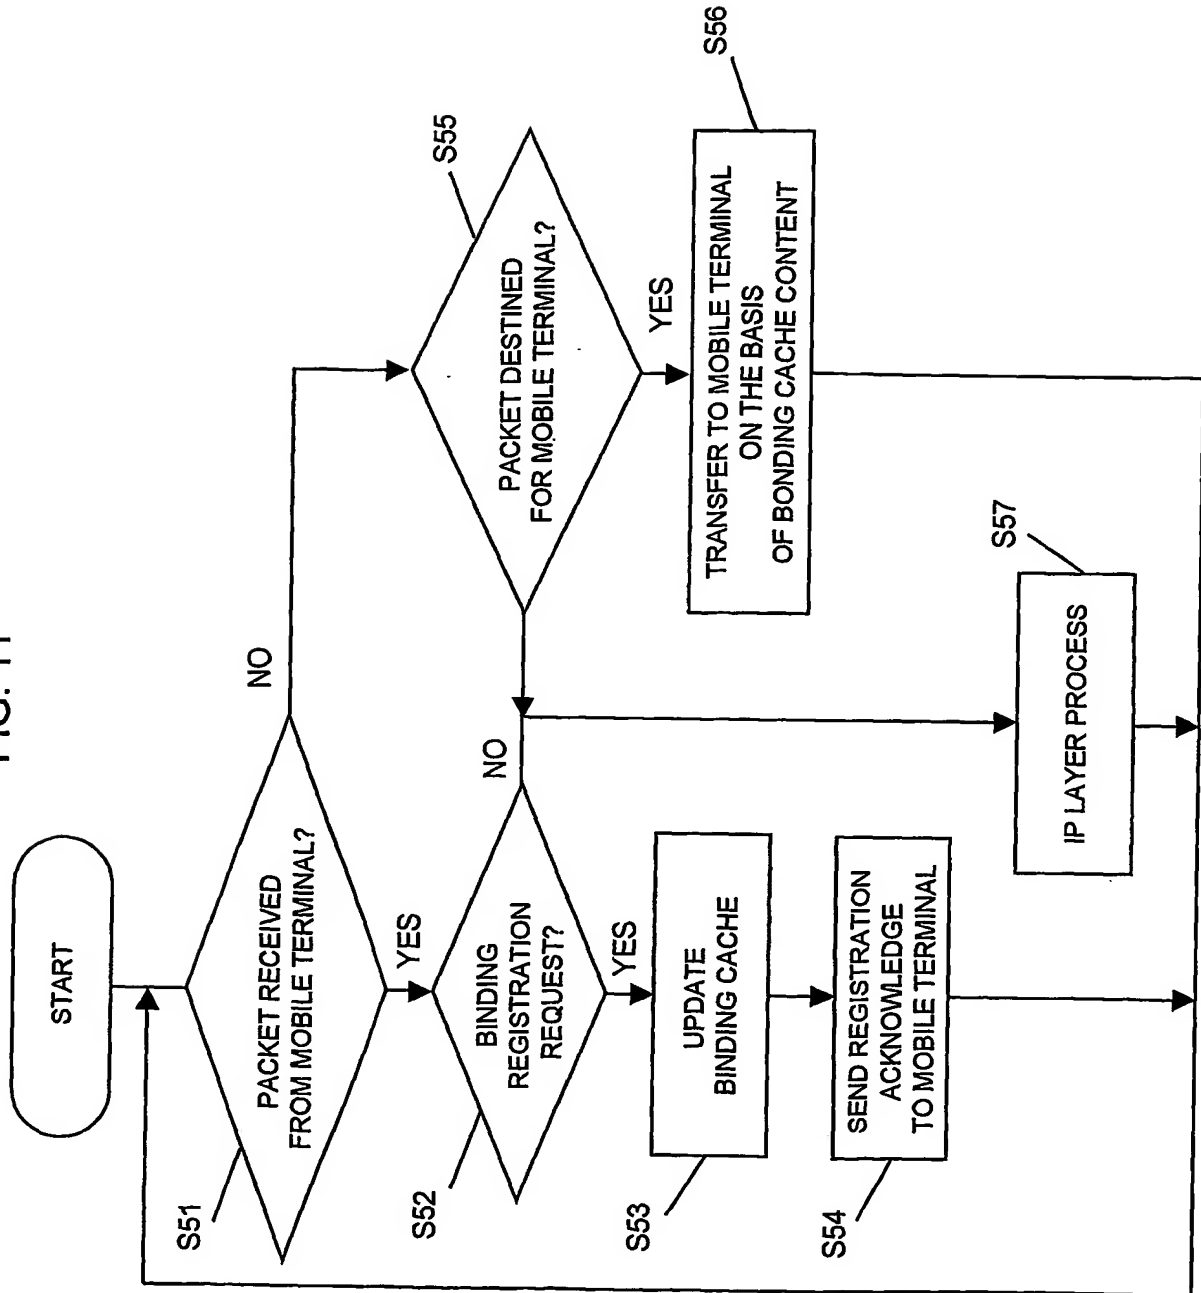 START
S51
PACKET RECEIVED
FROM MOBILE TERMINAL?
NO
YES
S52
BINDING
REGISTRATION
REQUEST?
NO
YES
S53
UPDATE
BINDING CACHE
S54
SEND REGISTRATION
ACKNOWLEDGE
TO MOBILE TERMINAL
S55
PACKET DESTINED
FOR MOBILE TERMINAL?
YES
S56
TRANSFER TO MOBILE TERMINAL
ON THE BASIS
OF BONDING CACHE CONTENT
S57
IP LAYER PROCESS